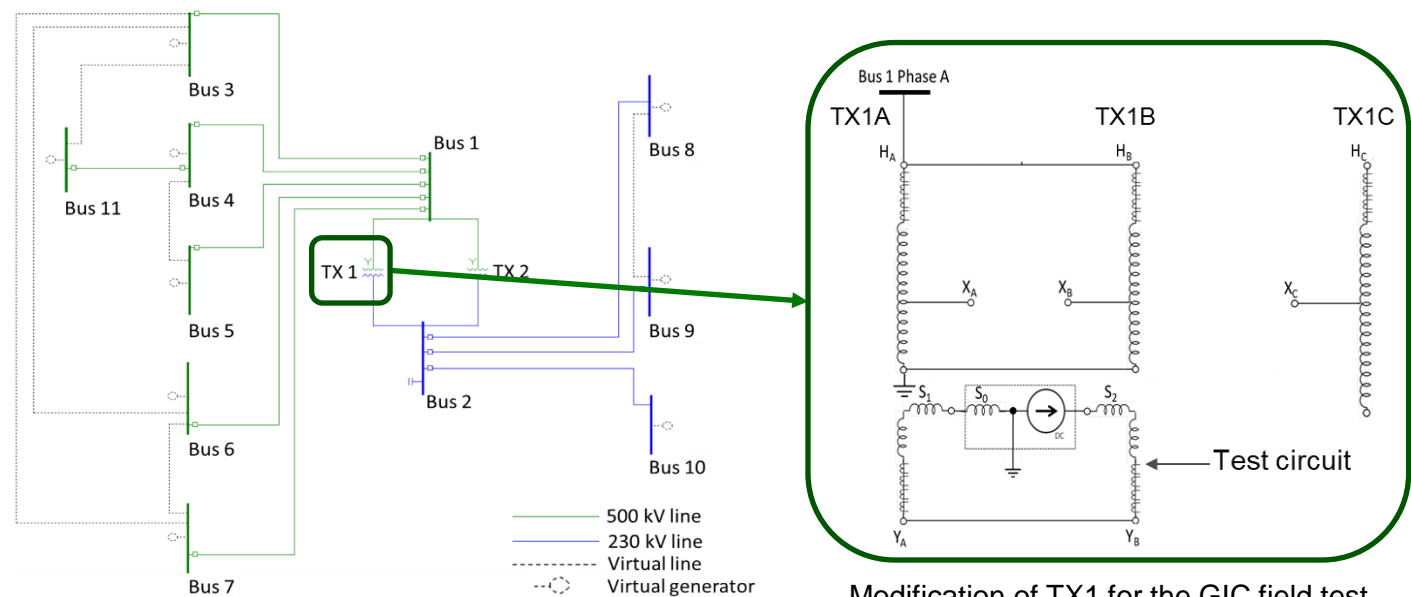 Bus 3
Bus 11
Bus 4
Bus 5
Bus 6
Bus 7
Bus 1
TX 1
TX 2
Bus 2
Bus 8
Bus 9
Bus 10
500 kV line
230 kV line
Virtual line
Virtual generator
Bus 1 Phase A
TX1A
TX1B
TX1C
HA
HB
HC
XA
XB
XC
S1
S0
S2
DC
Test circuit
YA
YB
Modification of TX1 for the GIC field test